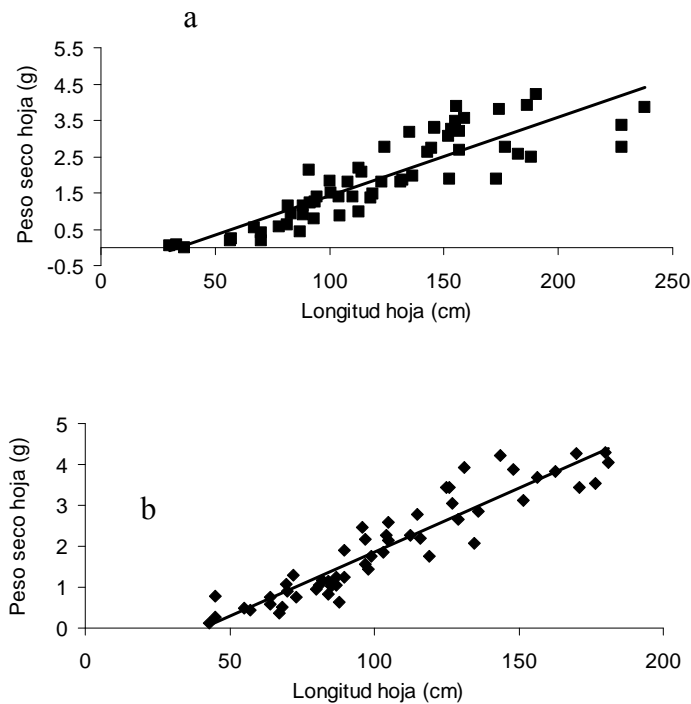 a
5.5
4.5
3.5
2.5
1.5
0.5
-0.5
Peso seco hoja (g)
0 50 100 150 200 250
Longitud hoja (cm)
b
5
4
3
2
1
0
Peso seco hoja (g)
0 50 100 150 200
Longitud hoja (cm)